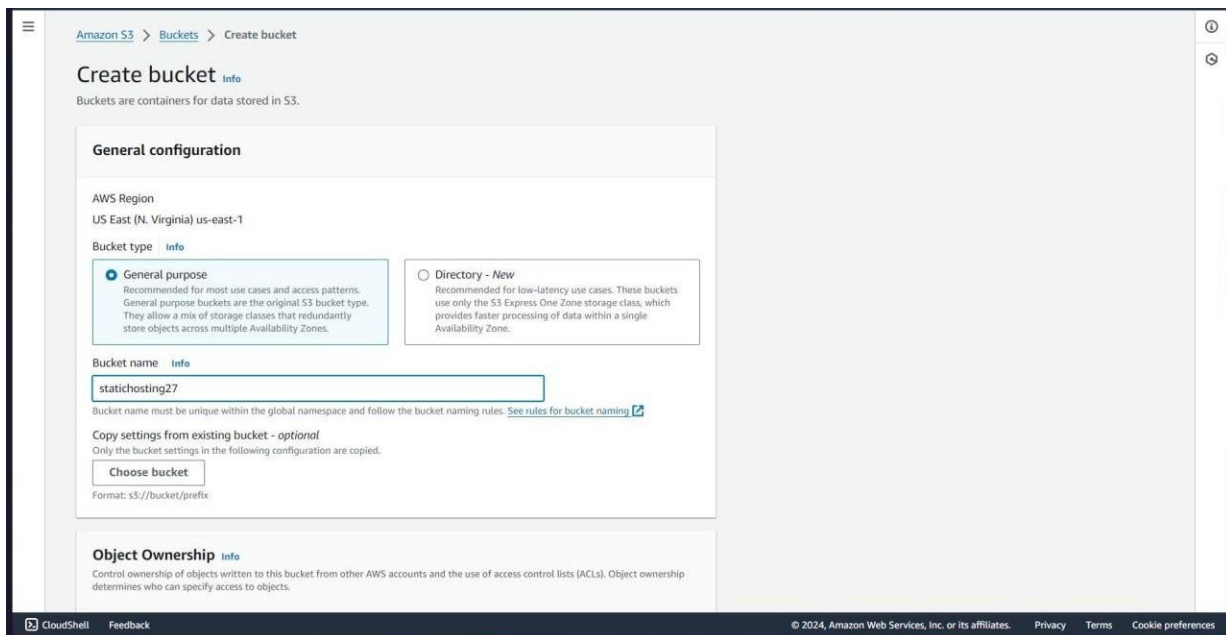 Amazon S3 > Buckets > Create bucket
Create bucket Info
Buckets are containers for data stored in S3.
General configuration
AWS Region
US East (N. Virginia) us-east-1
Bucket type Info
General purpose
Recommended for most use cases and access patterns.
General purpose buckets are the original S3 bucket type.
They allow a mix of storage classes that redundantly
store objects across multiple Availability Zones.
Directory - New
Recommended for low-latency use cases. These buckets
use only the S3 Express One Zone storage class, which
provides faster processing of data within a single
Availability Zone.
Bucket name Info
statichosting27
Bucket name must be unique within the global namespace and follow the bucket naming rules. See rules for bucket naming
Copy settings from existing bucket - optional
Only the bucket settings in the following configuration are copied.
Choose bucket
Format: s3://bucket/prefix
Object Ownership Info
Control ownership of objects written to this bucket from other AWS accounts and the use of access control lists (ACLs). Object ownership
determines who can specify access to objects.
CloudShell Feedback © 2024, Amazon Web Services, Inc. or its affiliates. Privacy Terms Cookie preferences